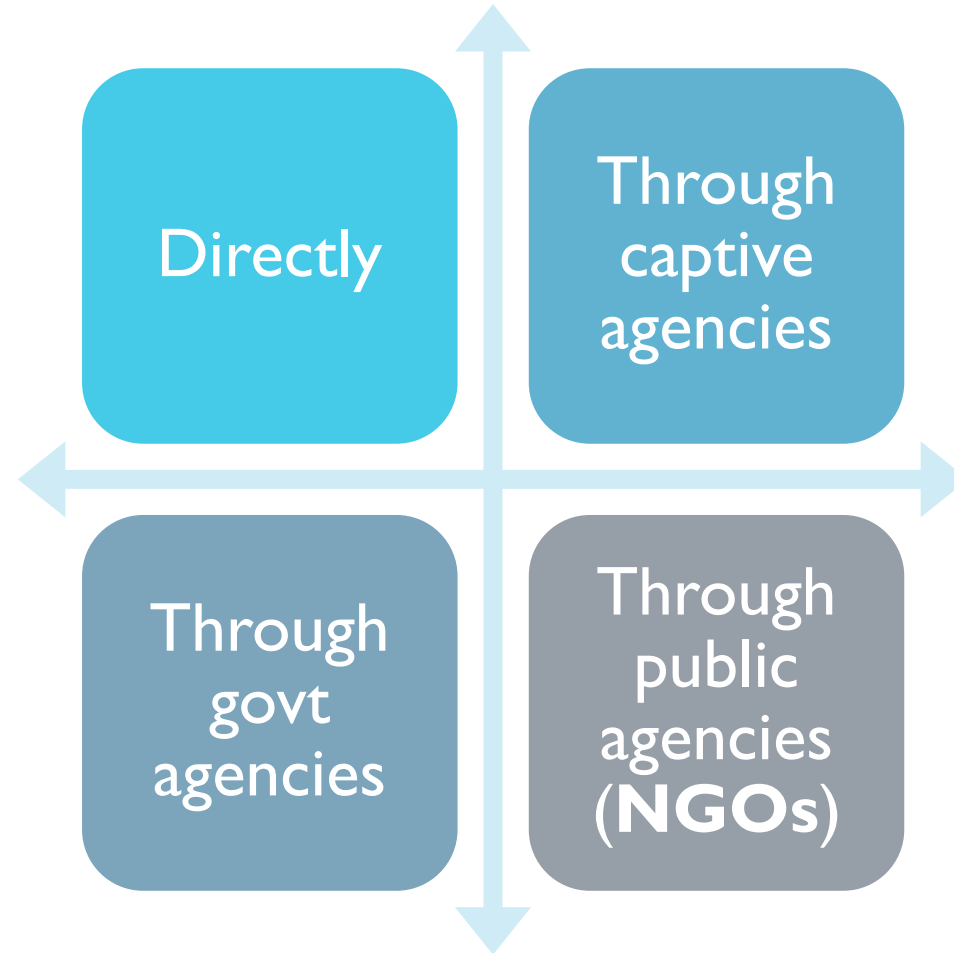 Directly
Through
captive
agencies
Through
govt
agencies
Through
public
agencies
(NGOs)